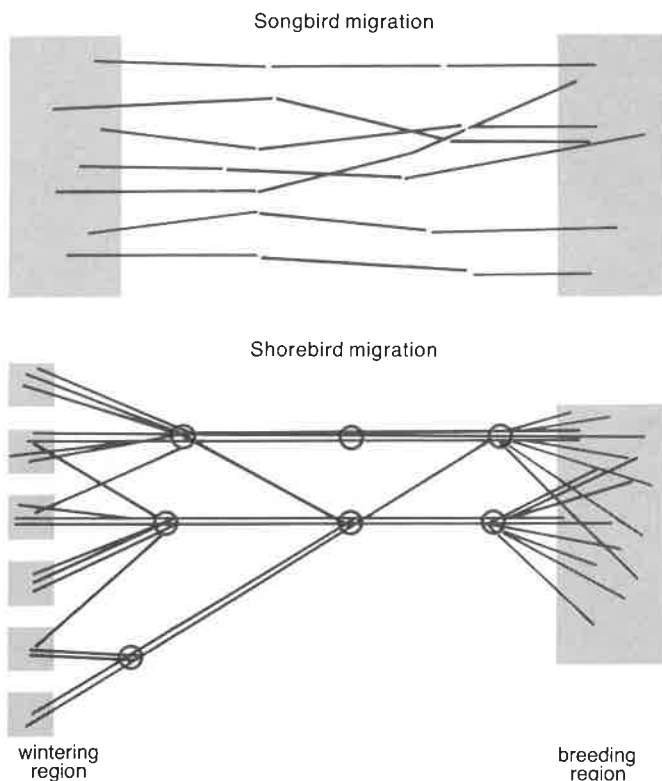 Songbird migration
Shorebird migration
wintering
region
breeding
region